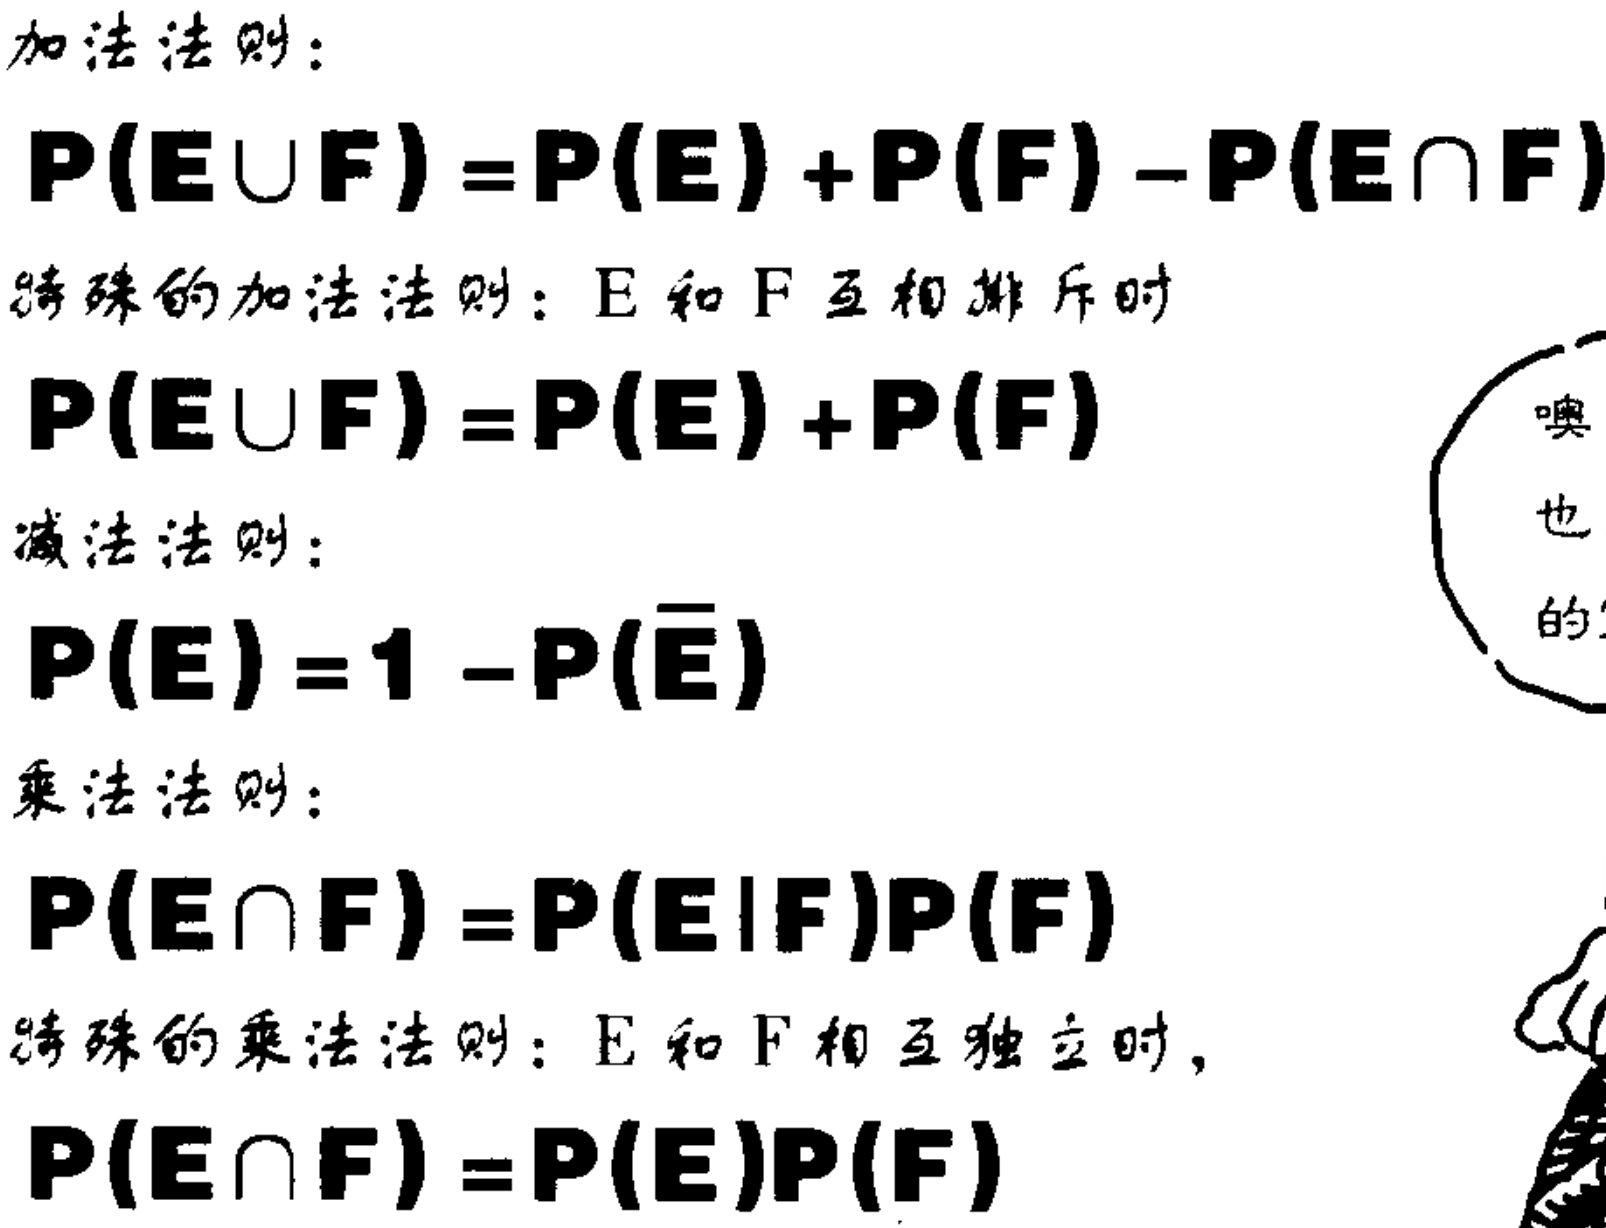 加法法则：
P(E∪F)=P(E)+P(F)−P(E∩F)
特殊的加法法则：E和F互相排斥时
P(E∪F)=P(E)+P(F)
减法法则：
P(E)=1−P(E̅)
乘法法则：
P(E∩F)=P(E|F)P(F)
特殊的乘法法则：E和F相互独立时，
P(E∩F)=P(E)P(F)
噢
也
的